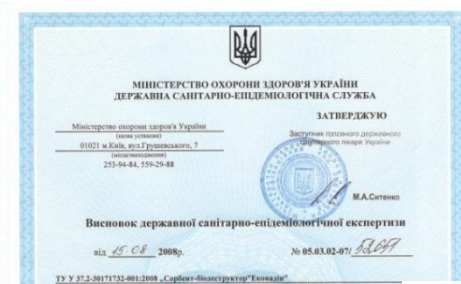 МІНІСТЕРСТВО ОХОРОНИ ЗДОРОВ'Я УКРАЇНИ
ДЕРЖАВНА САНІТАРНО-ЕПІДЕМІОЛОГІЧНА СЛУЖБА
ЗАТВЕРДЖУЮ
Міністерство охорони здоров'я України
(назва установи)
01021 м.Київ, вул.Грушевського, 7
(місцезнаходження)
253-94-84, 559-29-88
Заступник головного державного
санітарного лікаря України
М.А.Ситенко
Висновок державної санітарно-епідеміологічної експертизи
від 15.08 2008р.
№ 05.03.02-07/
ТУ У 37.2-30171732-001:2008 „Сорбент-біодеструктор"Еконадін"